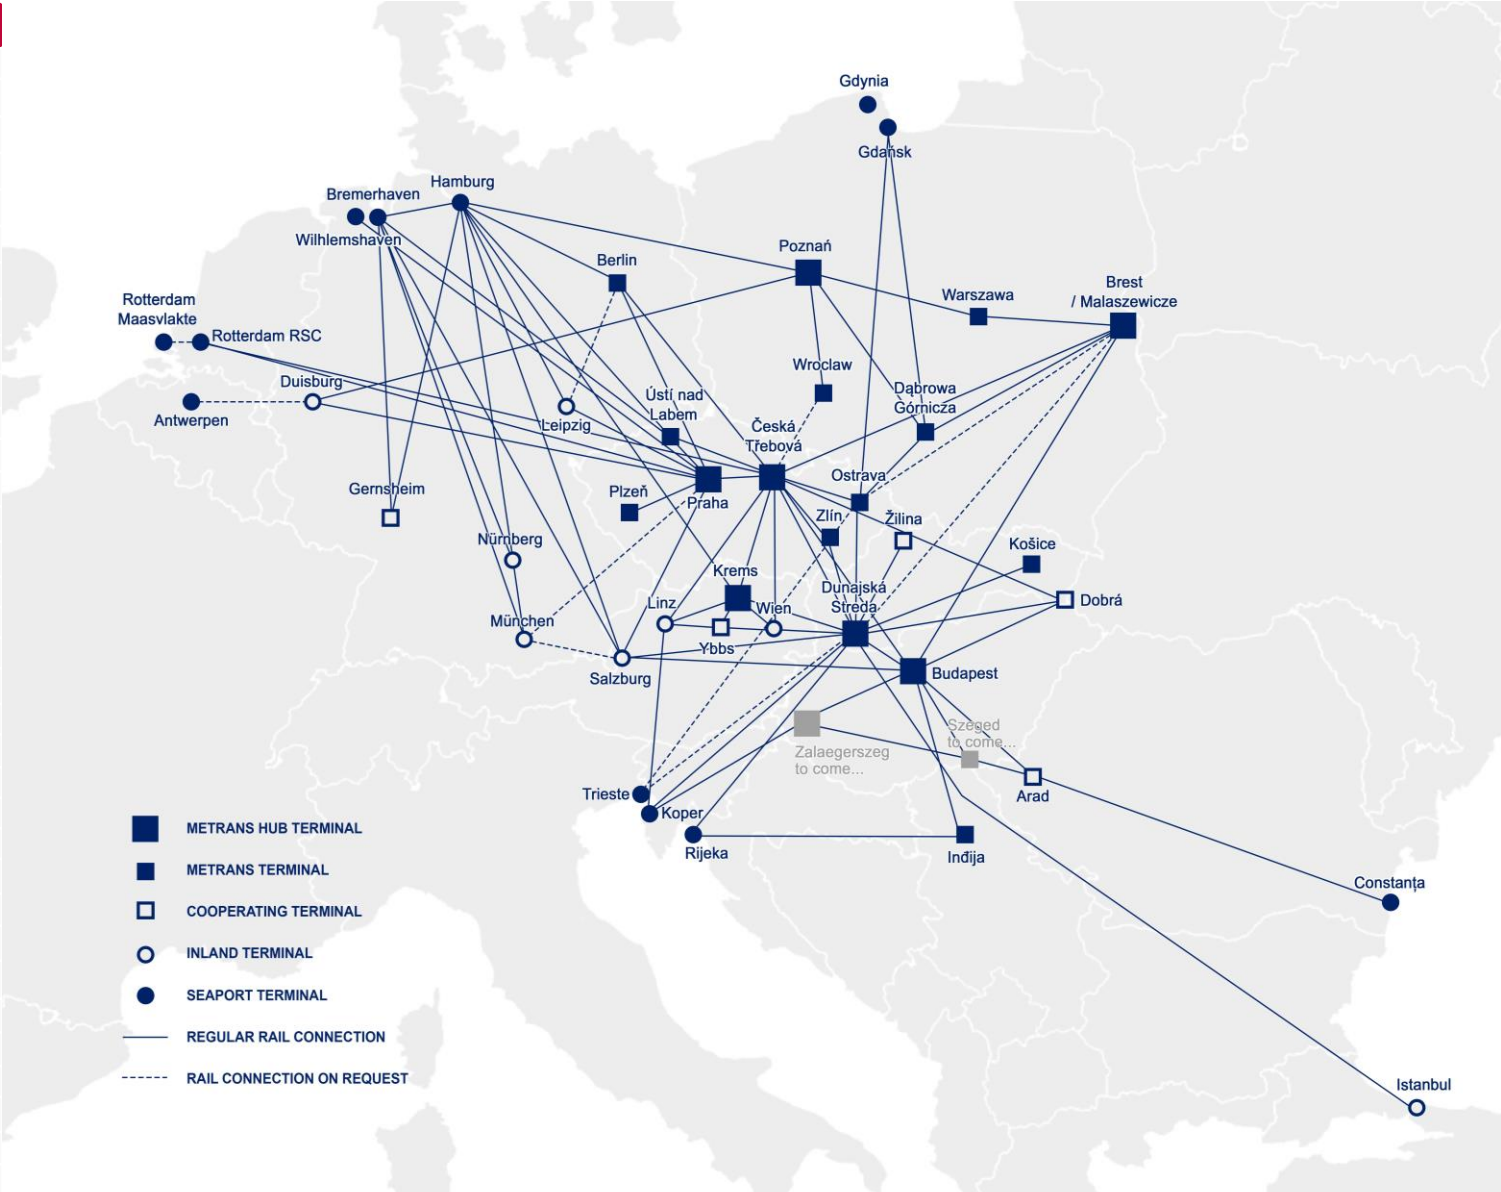 Gdynia
Gdańsk
Hamburg
Bremerhaven
Wilhlemshaven
Berlin
Poznań
Warszawa
Brest
/ Malaszewicze
Rotterdam
Maasvlakte
Rotterdam RSC
Duisburg
Antwerpen
Wroclaw
Leipzig
Ústí nad
Labem
Dąbrowa
Górnicza
Česká
Třebová
Gernsheim
Plzeň
Praha
Ostrava
Zlín
Žilina
Nürnberg
Košice
Krems
Dunajská
Streda
Linz
Wien
Dobrá
München
Ybbs
Salzburg
Budapest
Szeged
to come...
Zalaegerszeg
to come...
Trieste
Koper
Rijeka
Arad
Inđija
Constanța
Istanbul
METRANS HUB TERMINAL
METRANS TERMINAL
COOPERATING TERMINAL
INLAND TERMINAL
SEAPORT TERMINAL
REGULAR RAIL CONNECTION
RAIL CONNECTION ON REQUEST